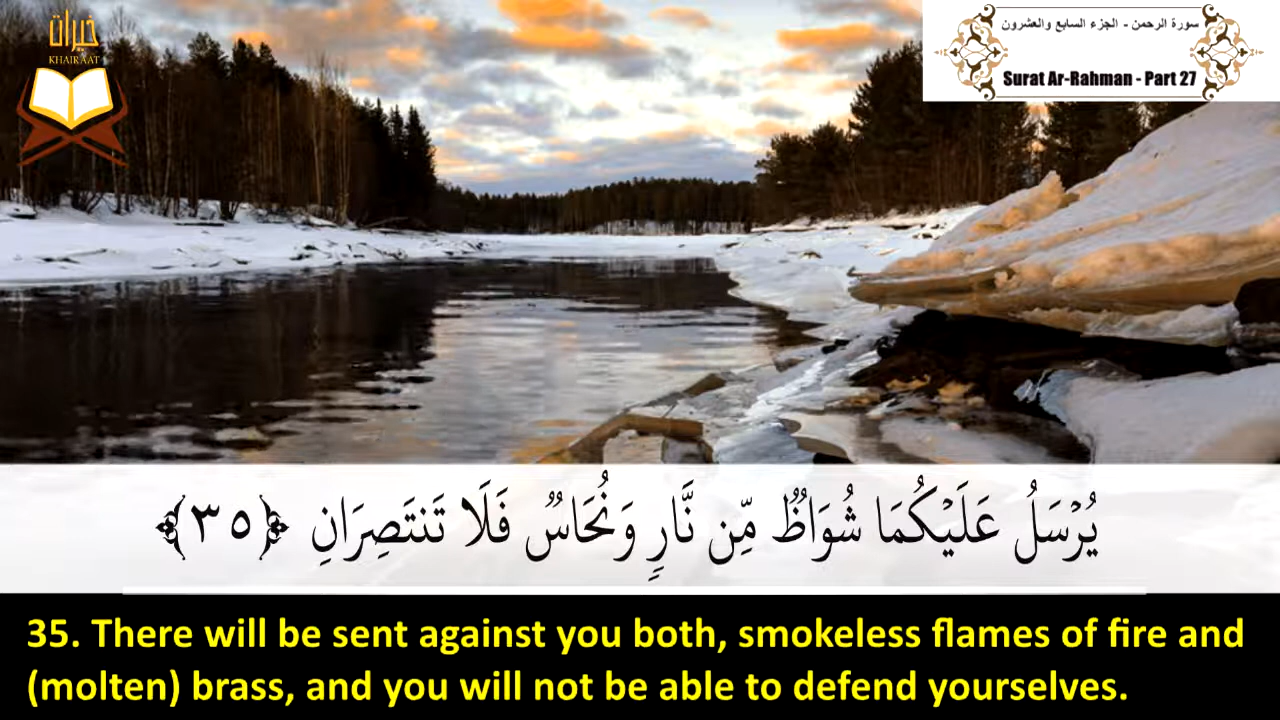 خيرات
KHAIRAAT
سورة الرحمن - الجزء السابع والعشرون
Surat Ar-Rahman - Part 27
يُرْسَلُ عَلَيْكُمَا شُوَاظٌ مِّن نَّارٍ وَنُحَاسٌ فَلَا تَنتَصِرَانِ ﴿٣٥﴾
35. There will be sent against you both, smokeless flames of fire and
(molten) brass, and you will not be able to defend yourselves.